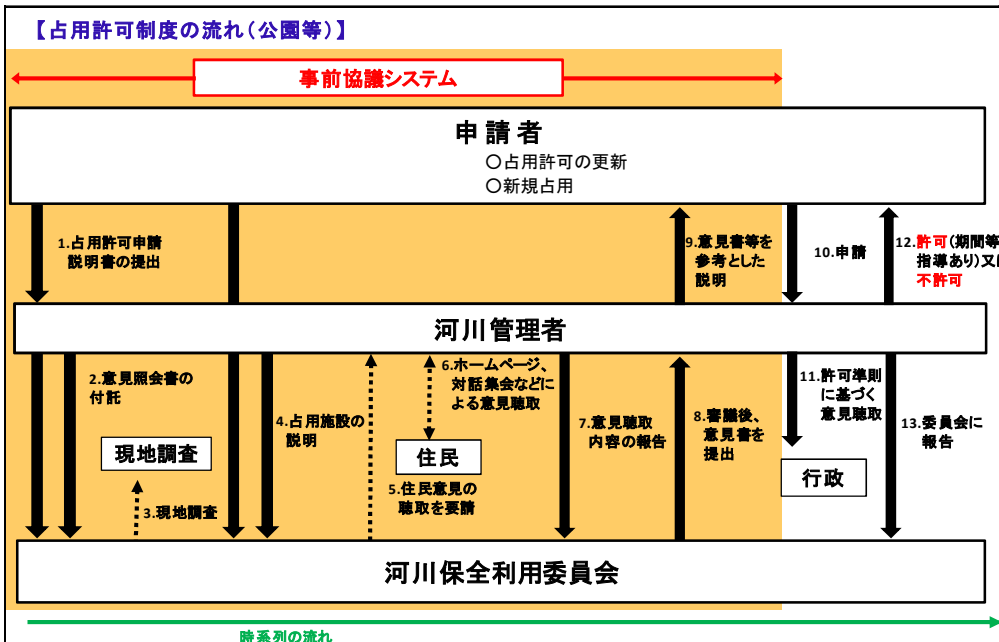 【占用許可制度の流れ(公園等)】
事前協議システム
申請者
○占用許可の更新
○新規占用
1.占用許可申請
説明書の提出
9.意見書等を
参考とした
説明
10.申請
12.許可(期間等
指導あり)又は
不許可
河川管理者
2.意見照会書の
付託
現地調査
3.現地調査
4.占用施設の
説明
6.ホームページ、
対話集会などに
よる意見聴取
住民
5.住民意見の
聴取を要請
7.意見聴取
内容の報告
8.審議後、
意見書を
提出
11.許可準則
に基づく
意見聴取
行政
13.委員会に
報告
河川保全利用委員会
時系列の流れ